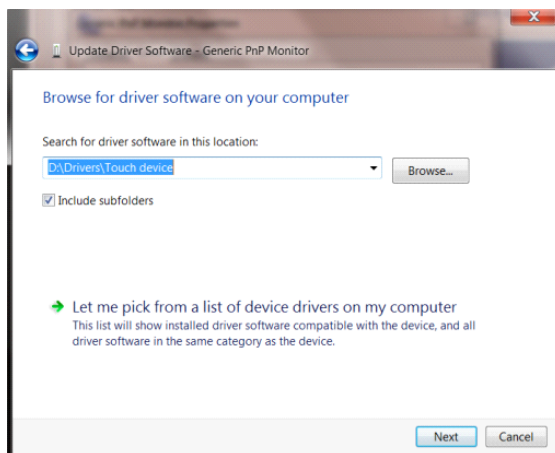 Update Driver Software - Generic PnP Monitor
Browse for driver software on your computer
Search for driver software in this location:
D:\Drivers\Touch device
Browse...
Include subfolders
Let me pick from a list of device drivers on my computer
This list will show installed driver software compatible with the device, and all
driver software in the same category as the device.
Next
Cancel